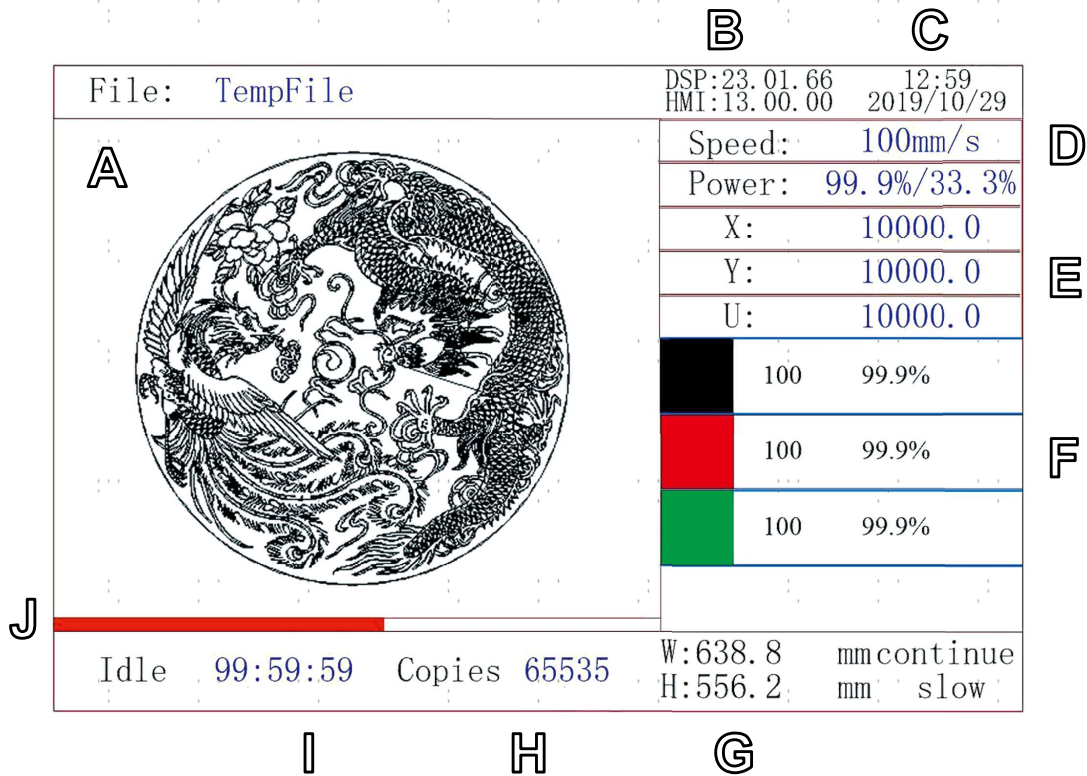 B C
File: TempFile DSP:23.01.66 12:59
HMI:13.00.00 2019/10/29
A
Speed: 100mm/s D
Power: 99.9%/33.3%
X: 10000.0
Y: 10000.0 E
U: 10000.0
100 99.9%
100 99.9% F
100 99.9%
J
Idle 99:59:59 Copies 65535 W:638.8 mm continue
H:556.2 mm slow
I H G